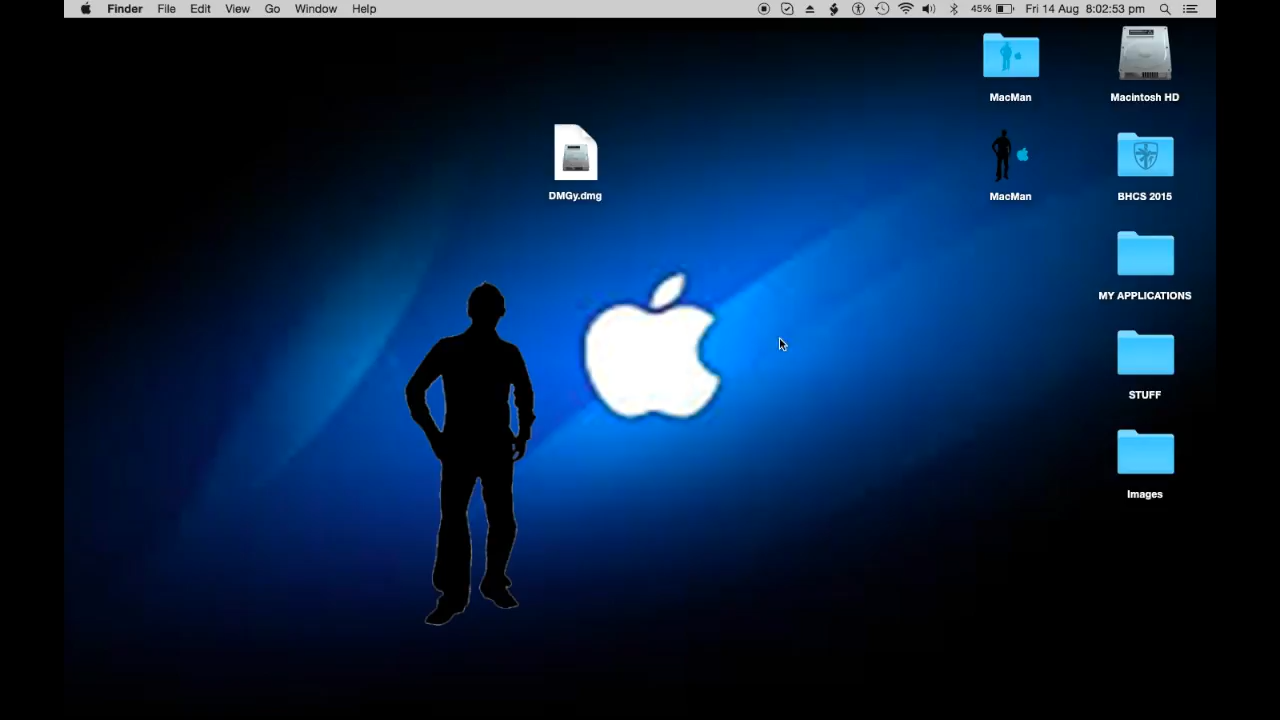 Finder File Edit View Go Window Help 45% Fri 14 Aug 8:02:53 pm
MacMan Macintosh HD
DMGy.dmg MacMan BHCS 2015
MY APPLICATIONS
STUFF
Images